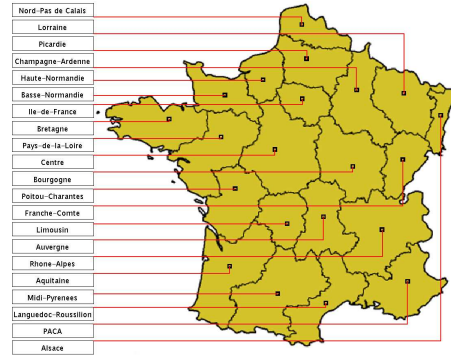 Nord-Pas de Calais
Lorraine
Picardie
Champagne-Ardenne
Haute-Normandie
Basse-Normandie
Ile-de-France
Bretagne
Pays-de-la-Loire
Centre
Bourgogne
Poitou-Charantes
Franche-Comte
Limousin
Auvergne
Rhone-Alpes
Aquitaine
Midi-Pyrenees
Languedoc-Roussilion
PACA
Alsace